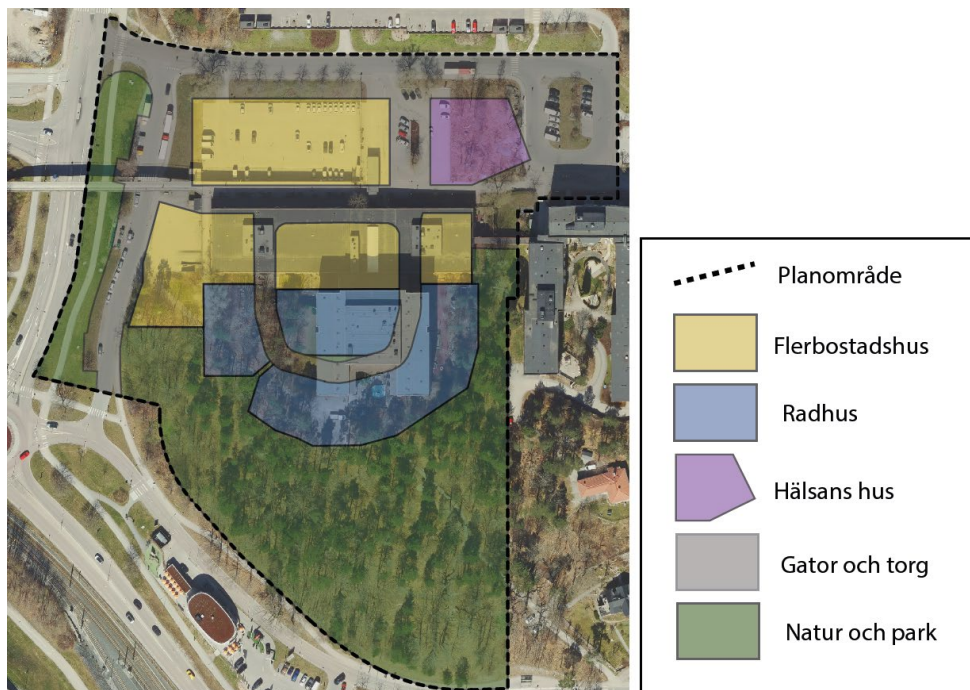 Planområde
Flerbostadshus
Radhus
Hälsans hus
Gator och torg
Natur och park